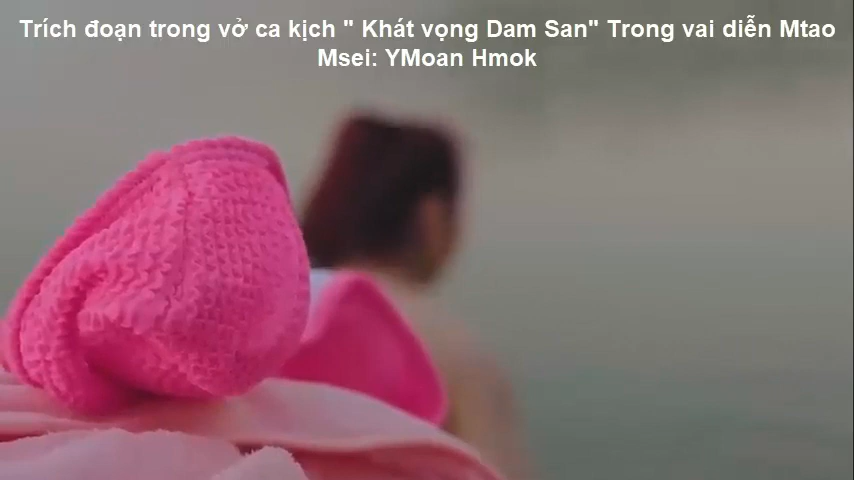 Trích đoạn trong vở ca kịch " Khát vọng Dam San" Trong vai diễn Mtao
Msei: YMoan Hmok